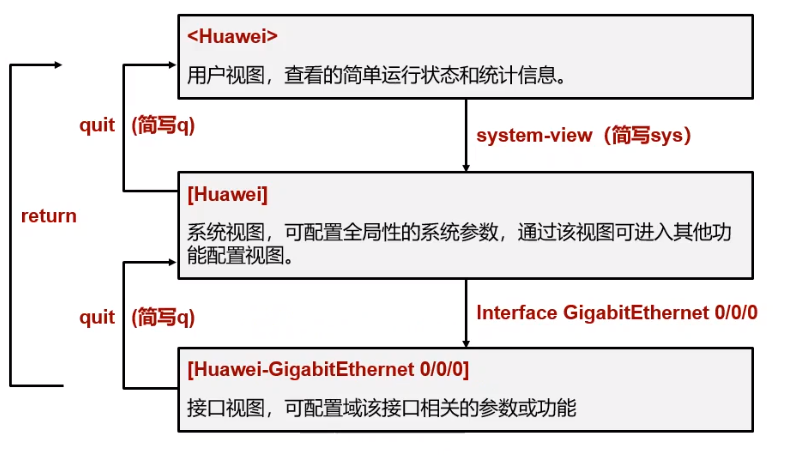 <Huawei>
用户视图，查看的简单运行状态和统计信息。
quit (简写q)
system-view（简写sys）
[Huawei]
return
系统视图，可配置全局性的系统参数，通过该视图可进入其他功
能配置视图。
quit (简写q)
Interface GigabitEthernet 0/0/0
[Huawei-GigabitEthernet 0/0/0]
接口视图，可配置域该接口相关的参数或功能